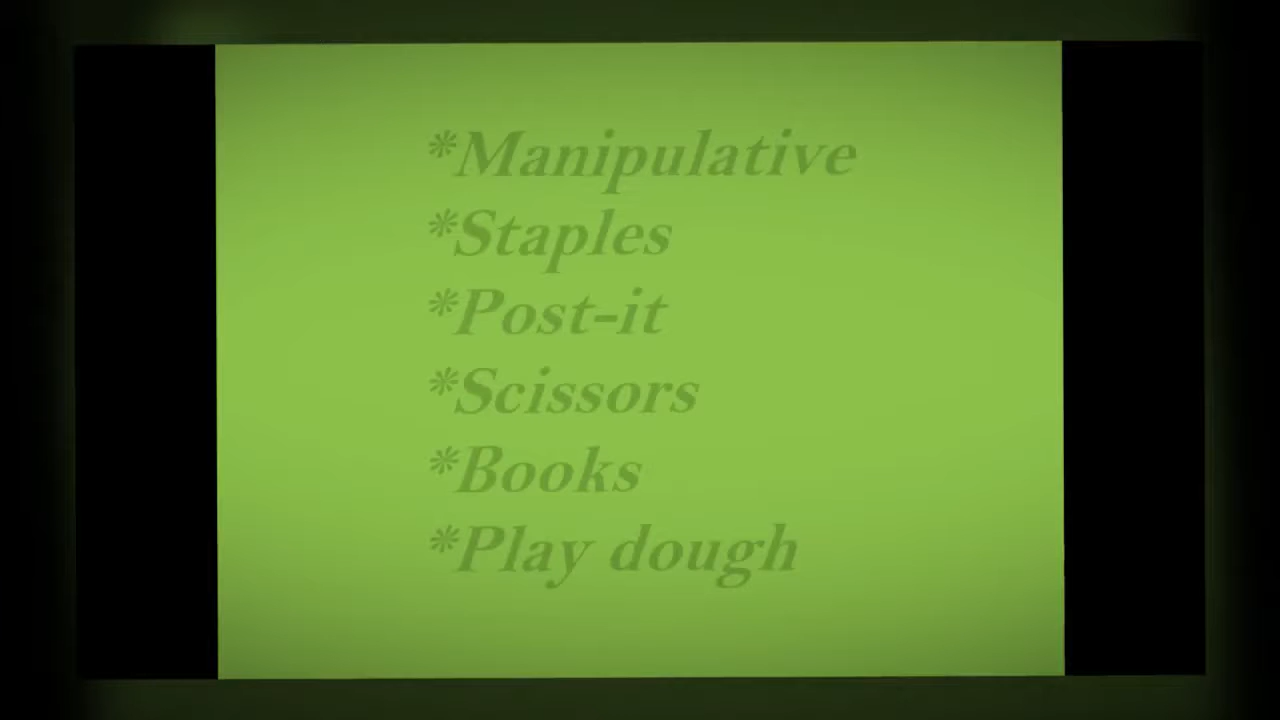 *Manipulative
*Staples
*Post-it
*Scissors
*Books
*Play dough